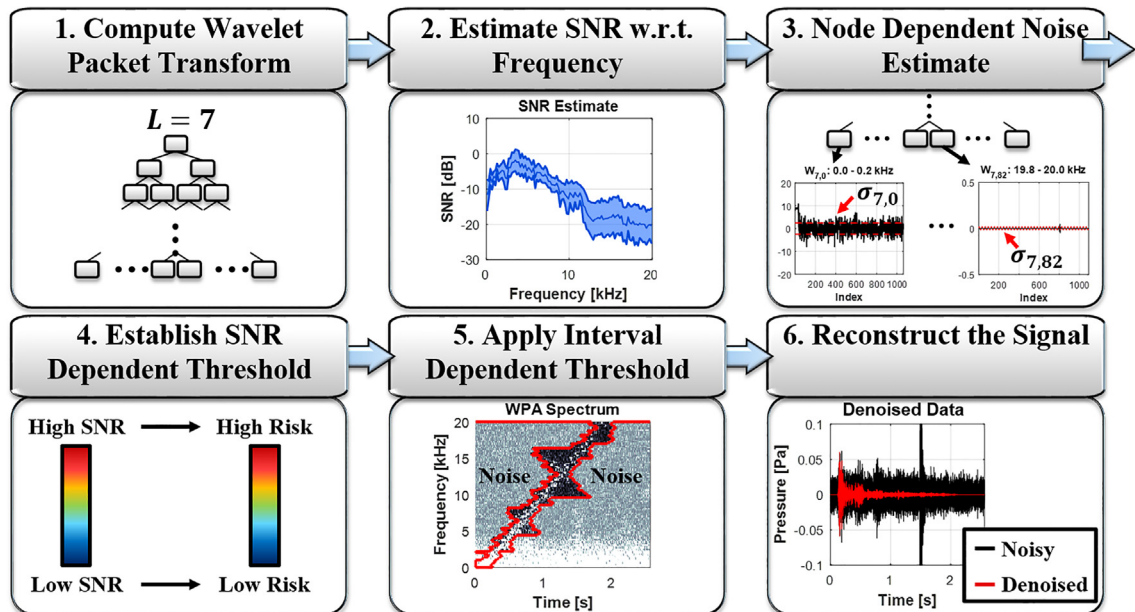 1. Compute Wavelet
Packet Transform
L = 7
2. Estimate SNR w.r.t.
Frequency
SNR Estimate
SNR [dB]
10
0
-10
-20
-30
0
10
20
Frequency [kHz]
3. Node Dependent Noise
Estimate
W7,0: 0.0 - 0.2 kHz
σ7,0
20
10
0
10
20
200 400 600 800 1000
Index
W7,82: 19.8 - 20.0 kHz
0.5
0
-0.5
σ7,82
200 400 600 800 1000
Index
4. Establish SNR
Dependent Threshold
High SNR
High Risk
Low SNR
Low Risk
5. Apply Interval
Dependent Threshold
WPA Spectrum
Frequency [kHz]
20
15
10
5
0
Noise
Noise
0
1
2
Time [s]
6. Reconstruct the Signal
Denoised Data
Pressure [Pa]
0.1
0.05
0
-0.05
-0.1
0
1
2
Time [s]
Noisy
Denoised